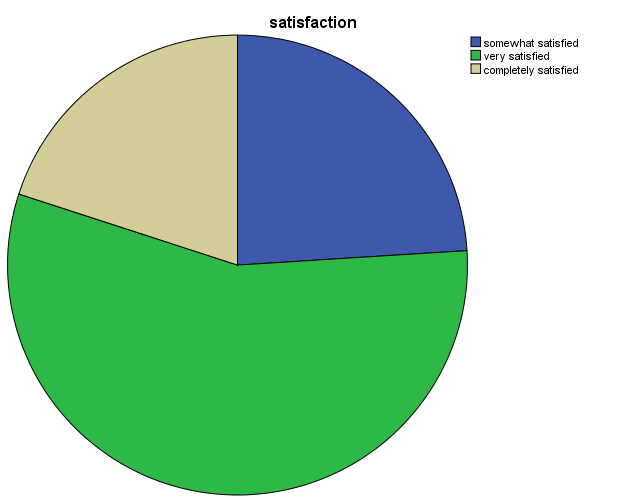 satisfaction
somewhat satisfied
very satisfied
completely satisfied